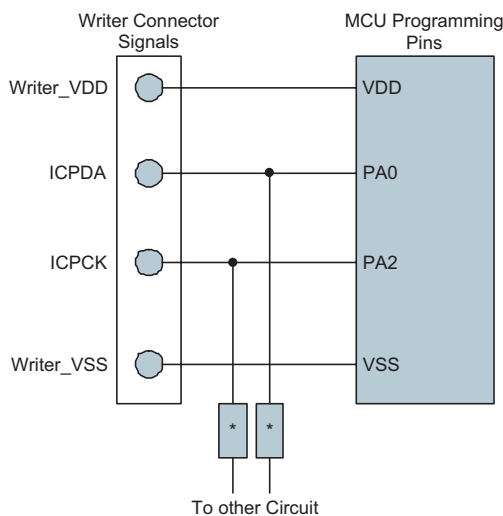 Writer Connector
Signals
MCU Programming
Pins
Writer_VDD
VDD
ICPDA
PA0
ICPCK
PA2
Writer_VSS
VSS
*
*
To other Circuit